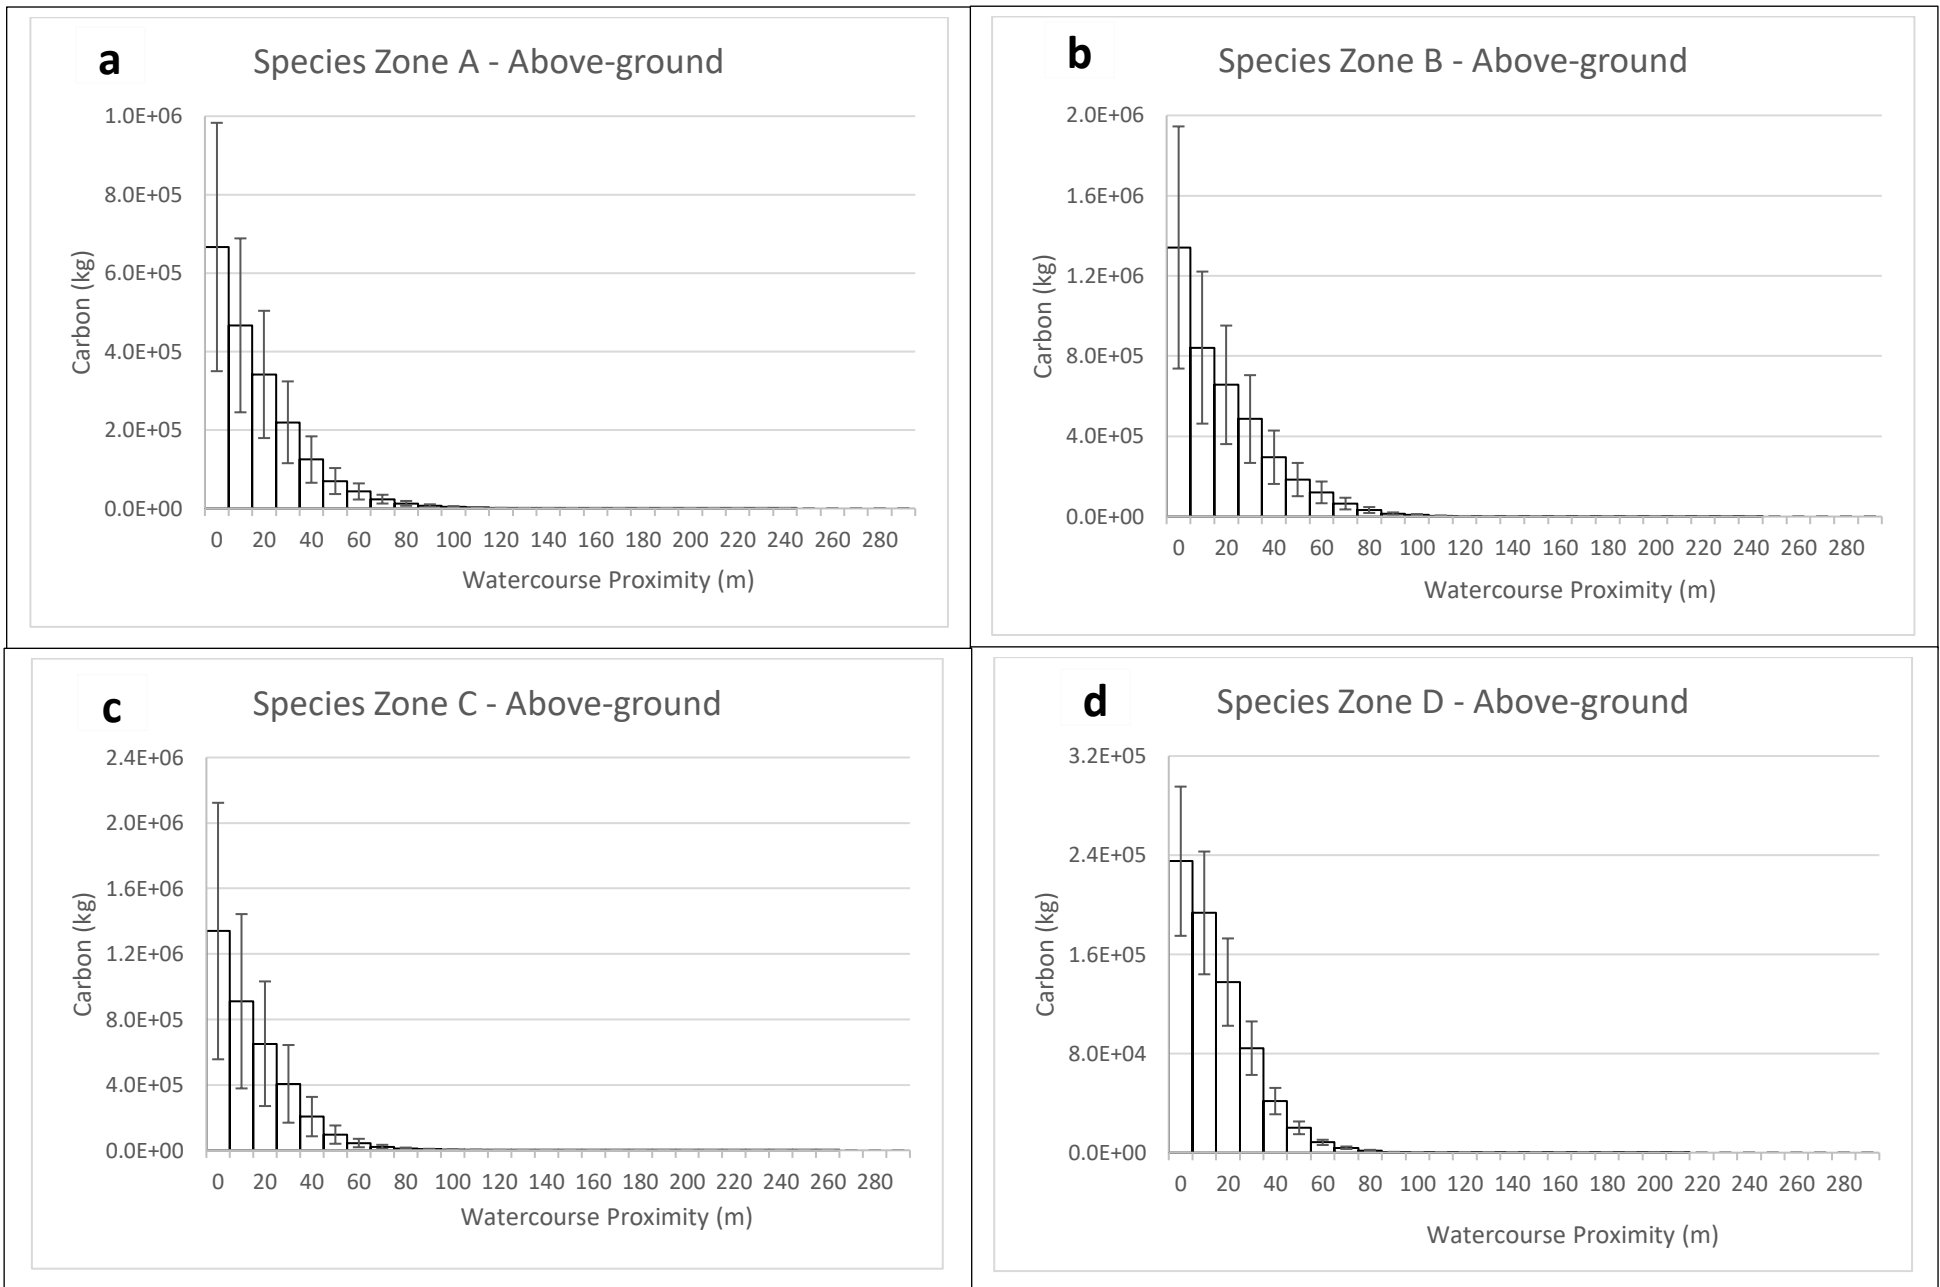 a
Species Zone A - Above-ground
1.0E+06
8.0E+05
6.0E+05
4.0E+05
2.0E+05
0.0E+00
Carbon (kg)
0 20 40 60 80 100 120 140 160 180 200 220 240 260 280
Watercourse Proximity (m)
b
Species Zone B - Above-ground
2.0E+06
1.6E+06
1.2E+06
8.0E+05
4.0E+05
0.0E+00
Carbon (kg)
0 20 40 60 80 100 120 140 160 180 200 220 240 260 280
Watercourse Proximity (m)
c
Species Zone C - Above-ground
2.4E+06
2.0E+06
1.6E+06
1.2E+06
8.0E+05
4.0E+05
0.0E+00
Carbon (kg)
0 20 40 60 80 100 120 140 160 180 200 220 240 260 280
Watercourse Proximity (m)
d
Species Zone D - Above-ground
3.2E+05
2.4E+05
1.6E+05
8.0E+04
0.0E+00
Carbon (kg)
0 20 40 60 80 100 120 140 160 180 200 220 240 260 280
Watercourse Proximity (m)